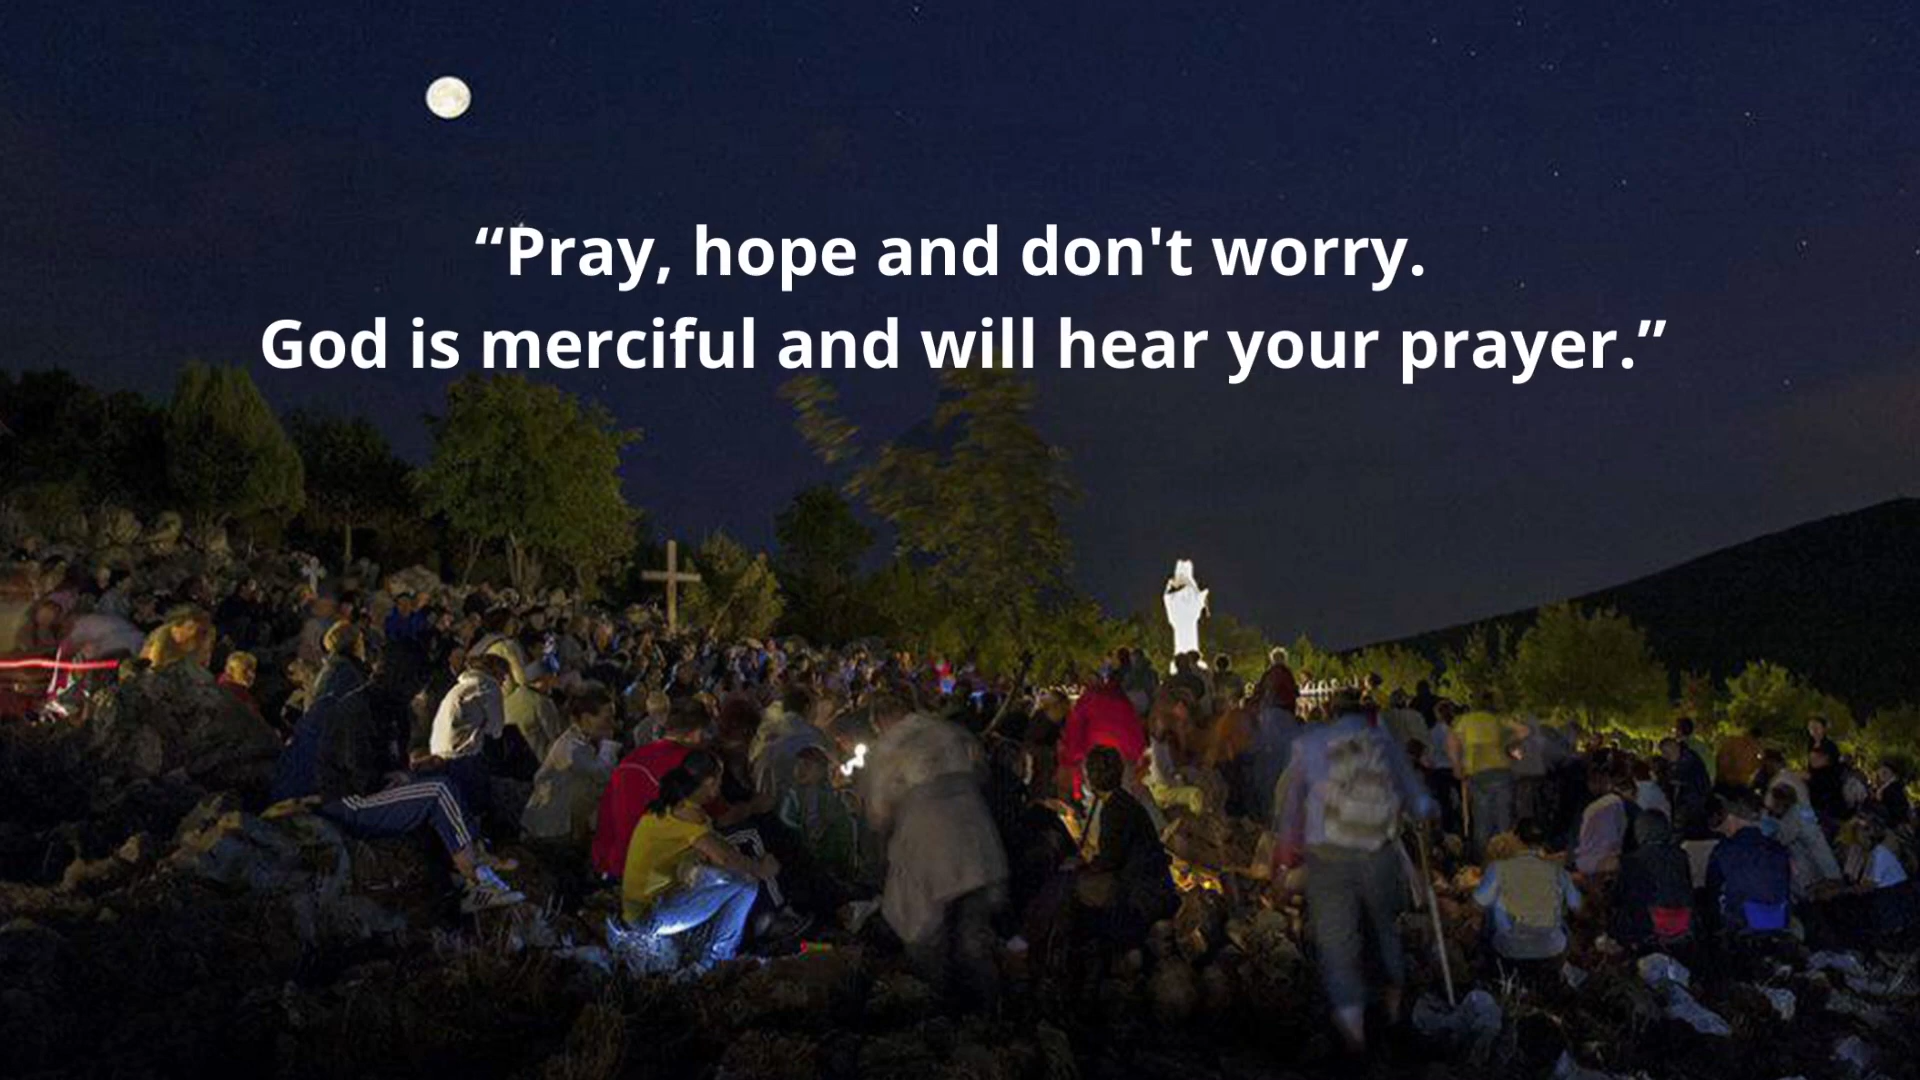 “Pray, hope and don't worry.
God is merciful and will hear your prayer.”